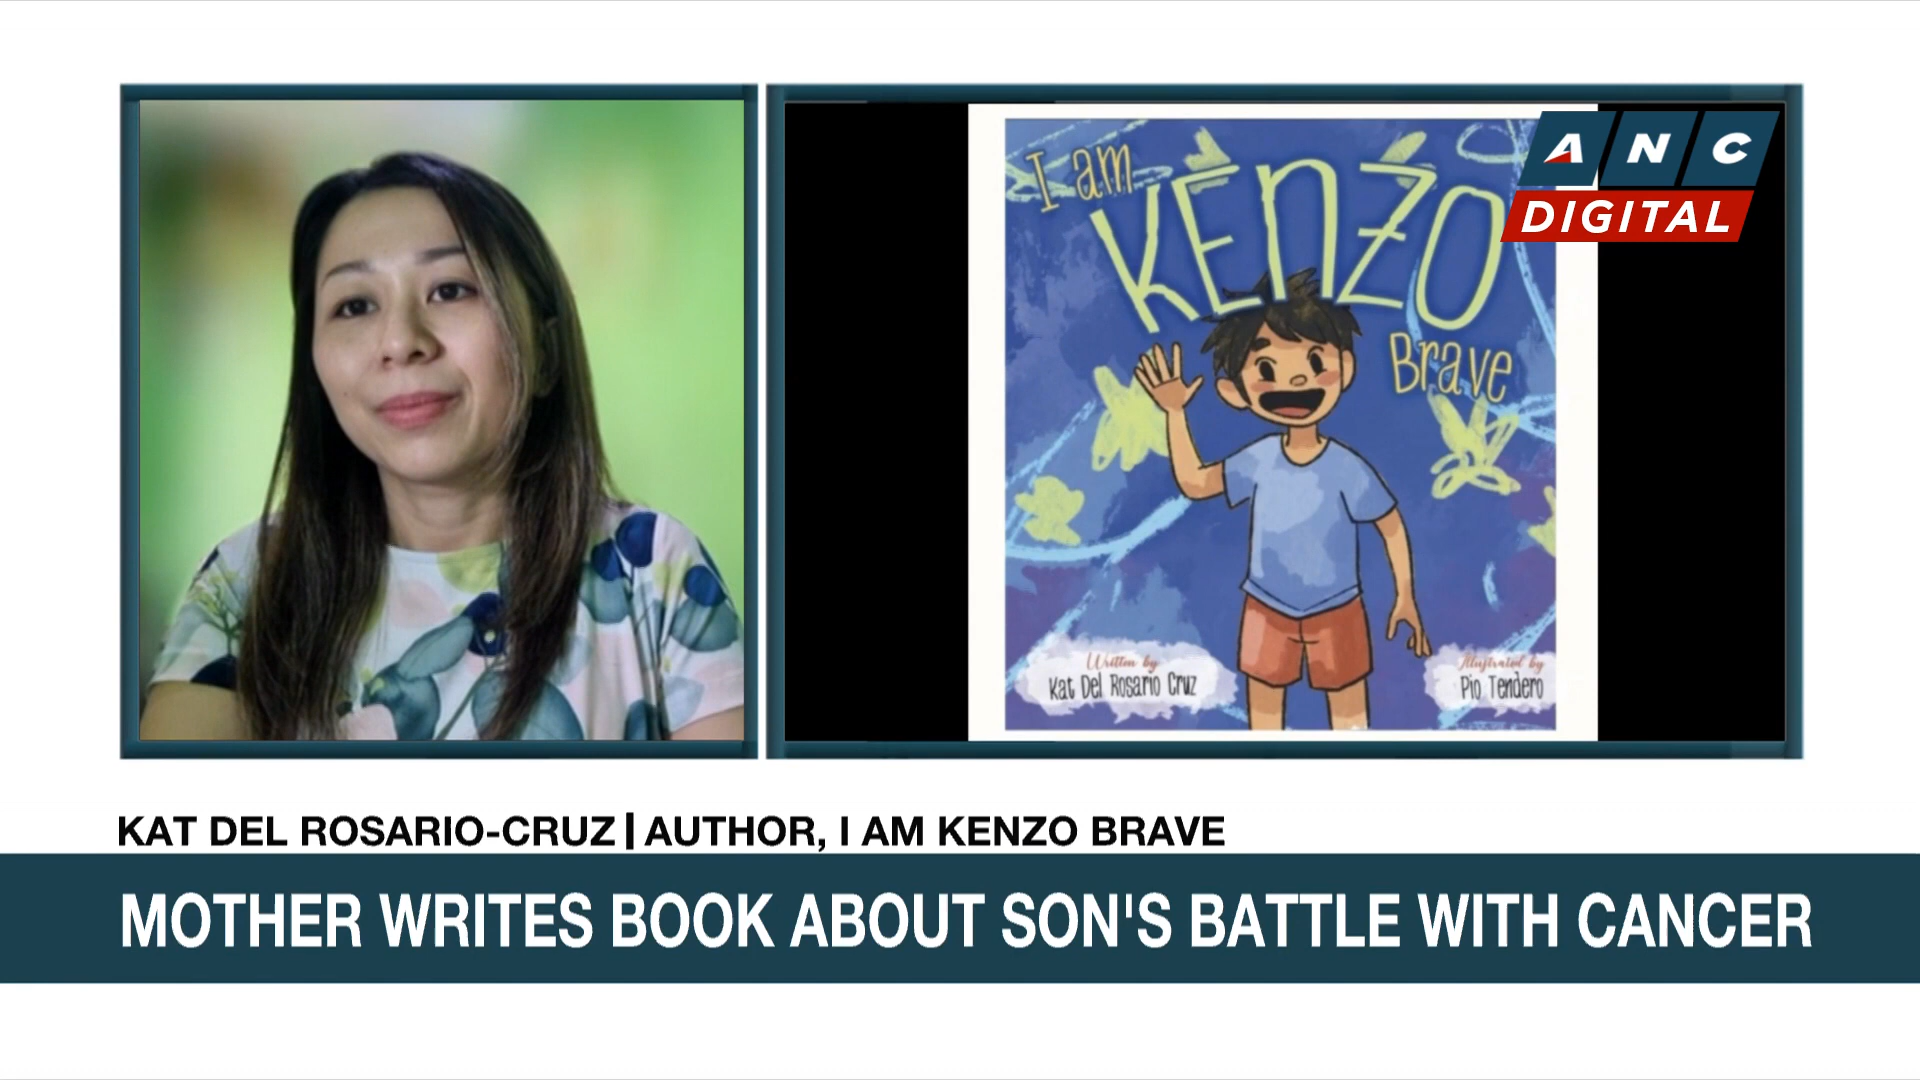 I am
KENZO
Brave
Written by
Kat Del Rosario Cruz
Illustrated by
Pio Tendero
ANC
DIGITAL
KAT DEL ROSARIO-CRUZ | AUTHOR, I AM KENZO BRAVE
MOTHER WRITES BOOK ABOUT SON'S BATTLE WITH CANCER